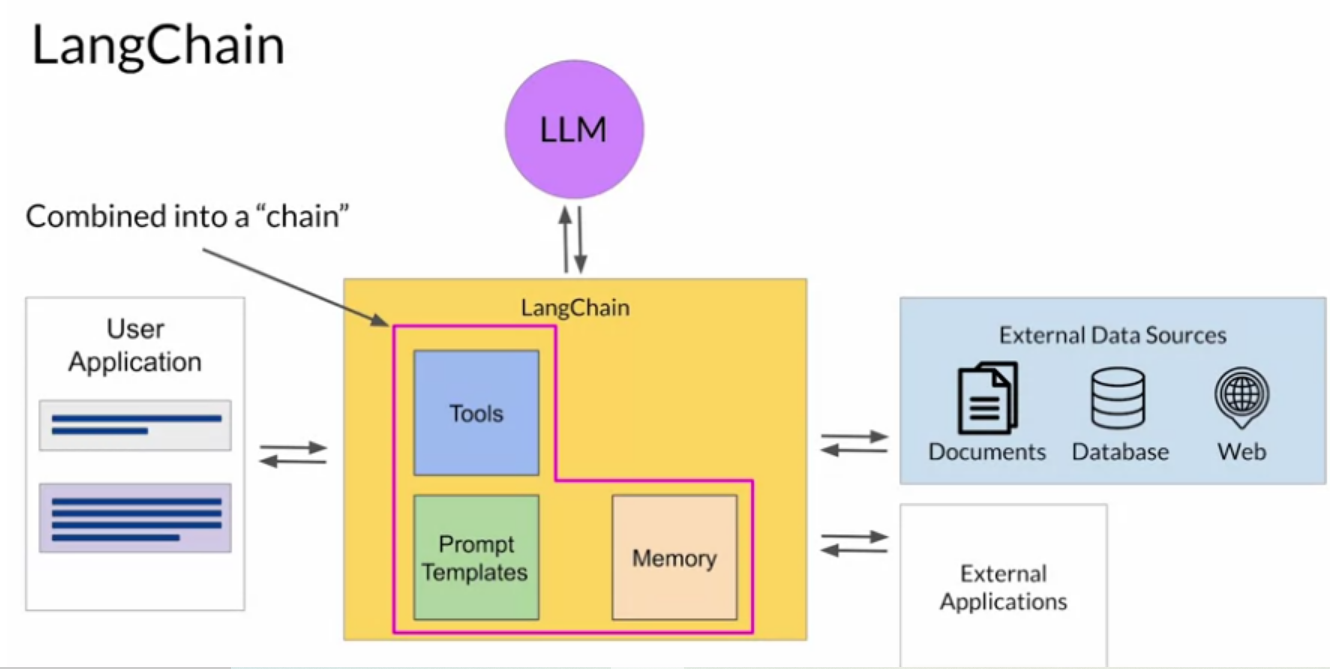 LangChain
LLM
Combined into a “chain”
User
Application
LangChain
Tools
Prompt
Templates
Memory
External Data Sources
Documents
Database
Web
External
Applications